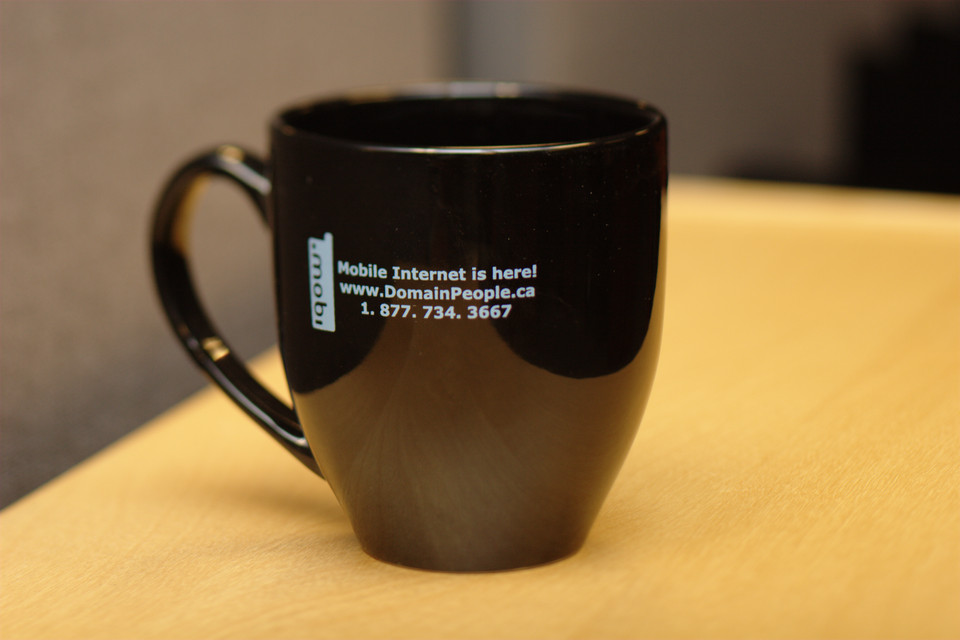 .mobi
Mobile Internet is here!
www.DomainPeople.ca
1. 877. 734. 3667